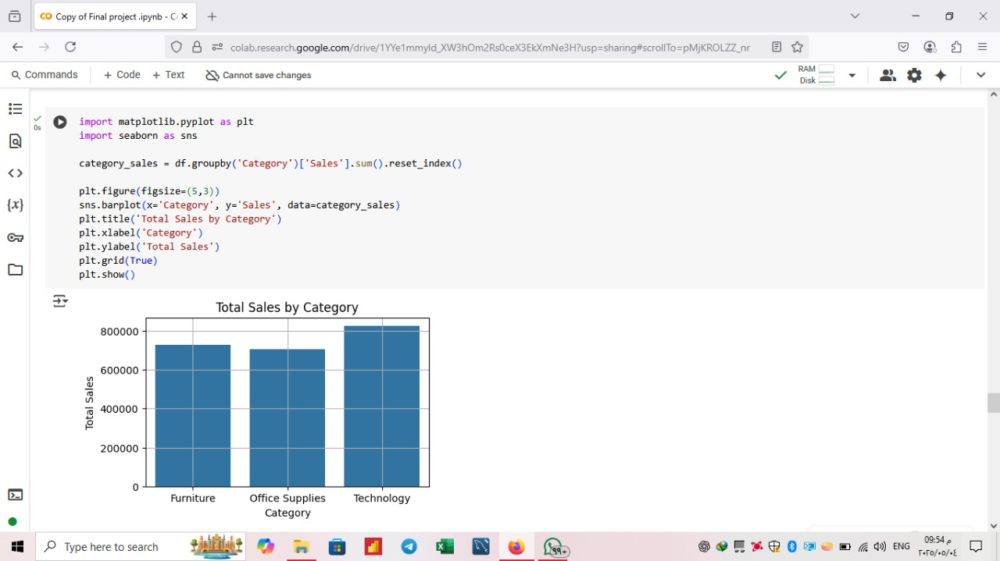 Copy of Final project .ipynb - Co
colab.research.google.com/drive/1YYe1mmyId_XW3hOm2Rs0ceX3EkXmNe3H?usp=sharing#scrollTo=pMjKROLZZ_nr
Commands + Code + Text Cannot save changes RAM Disk
0s
import matplotlib.pyplot as plt
import seaborn as sns
category_sales = df.groupby('Category')['Sales'].sum().reset_index()
plt.figure(figsize=(5,3))
sns.barplot(x='Category', y='Sales', data=category_sales)
plt.title('Total Sales by Category')
plt.xlabel('Category')
plt.ylabel('Total Sales')
plt.grid(True)
plt.show()
Total Sales by Category
800000
600000
400000
200000
0
Total Sales
Furniture Office Supplies Technology
Category
Type here to search
٩٩+
ENG
09:54 م
٢٠٢٥/٠٥/٠٤